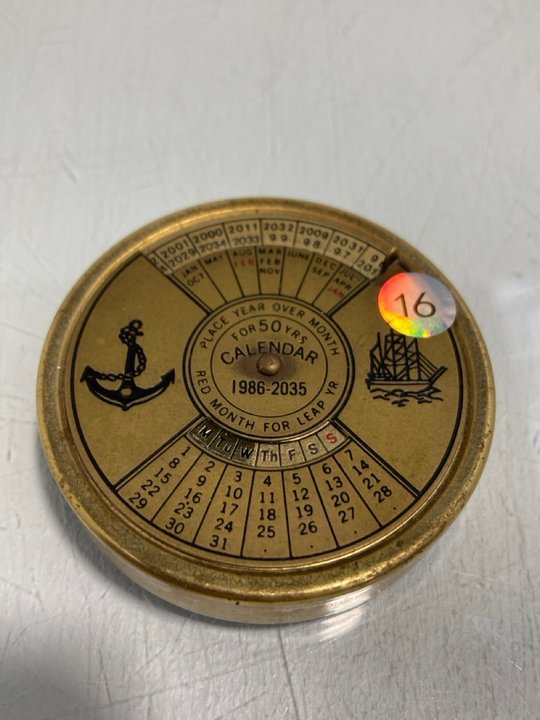 2001 2000 2011 2032 2009 2031
2029 2034 2033 99 98 97
JAN MAY AUG MAR JUNE DEC JUL
OCT FEB FEB SEP APR
NOV JAN
16
PLACE YEAR OVER MONTH
FOR 50 YRS
CALENDAR
1986-2035
RED MONTH FOR LEAP YR
M Tu W Th F S S
1 2 3 4 5 6 7
8 9 10 11 12 13 14
15 16 17 18 19 20 21
22 23 24 25 26 27 28
29 30 31